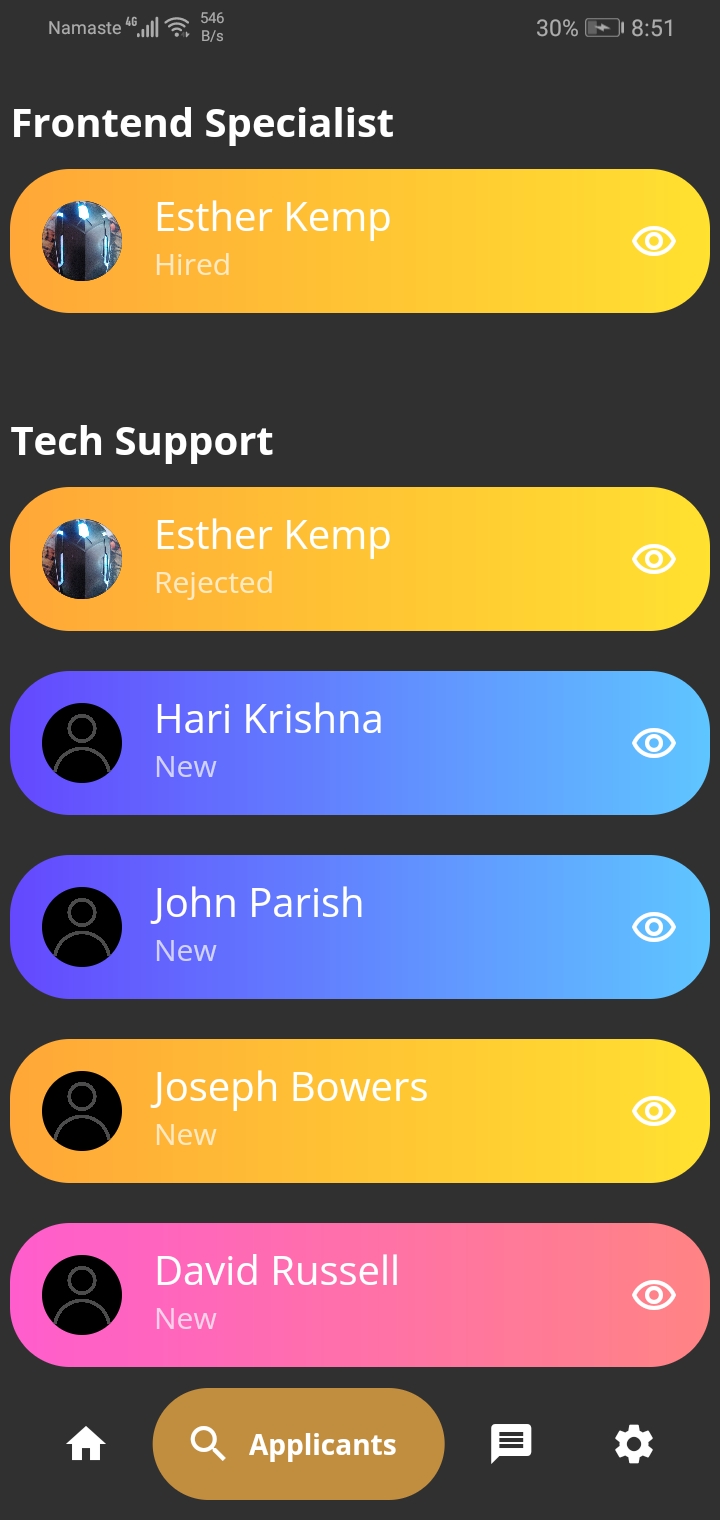 Namaste 4G 546 B/s 30% 8:51
Frontend Specialist
Esther Kemp
Hired
Tech Support
Esther Kemp
Rejected
Hari Krishna
New
John Parish
New
Joseph Bowers
New
David Russell
New
Applicants